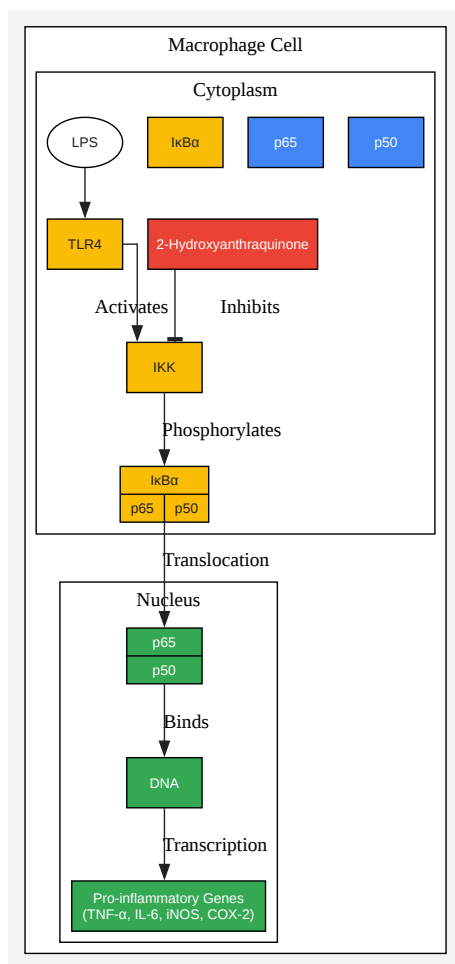 Macrophage Cell
Cytoplasm
LPS
IκBα
p65
p50
TLR4
2-Hydroxyanthraquinone
Activates
Inhibits
IKK
Phosphorylates
IκBα
p65
p50
Translocation
Nucleus
p65
p50
Binds
DNA
Transcription
Pro-inflammatory Genes
(TNF-α, IL-6, iNOS, COX-2)